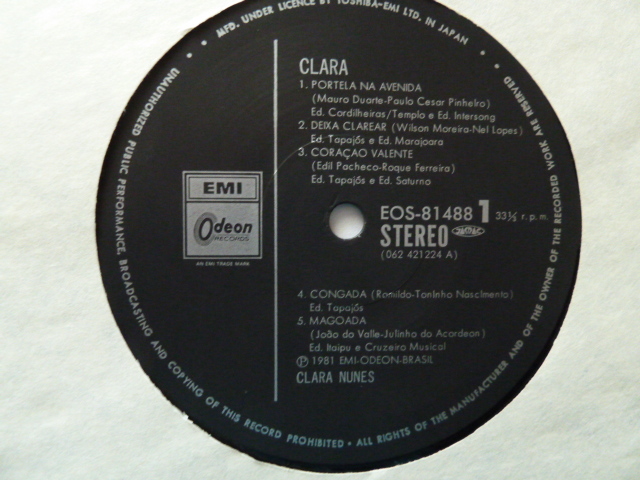 MFD. UNDER LICENCE BY TOSHIBA-EMI LTD. IN JAPAN
CLARA
1. PORTELA NA AVENIDA
(Mauro Duarte-Paulo Cesar Pinheiro)
Ed. Cordilheiras/Templo e Ed. Intersong
2. DEIXA CLAREAR (Wilson Moreira-Nel Lopes)
Ed. Tapajós e Ed. Marajoara
3. CORAÇAO VALENTE
(Edil Pacheco-Roque Ferreira)
Ed. Tapajós e Ed. Saturno
EMI
Odeon
RECORDS
AN EMI TRADE MARK
EOS-81488 1 33⅓ r.p.m.
STEREO
(062 421224 A)
4. CONGADA (Romildo-Toninho Nascimento)
Ed. Tapajós
5. MAGOADA
(João do Valle-Julinho do Acordeon)
Ed. Itaipu e Cruzeiro Musical
Ⓟ 1981 EMI-ODEON-BRASIL
CLARA NUNES
UNAUTHORIZED PUBLIC PERFORMANCE, BROADCASTING AND COPYING OF THIS RECORD PROHIBITED • ALL RIGHTS OF THE MANUFACTURER AND OF THE OWNER OF THE RECORDED WORK ARE RESERVED